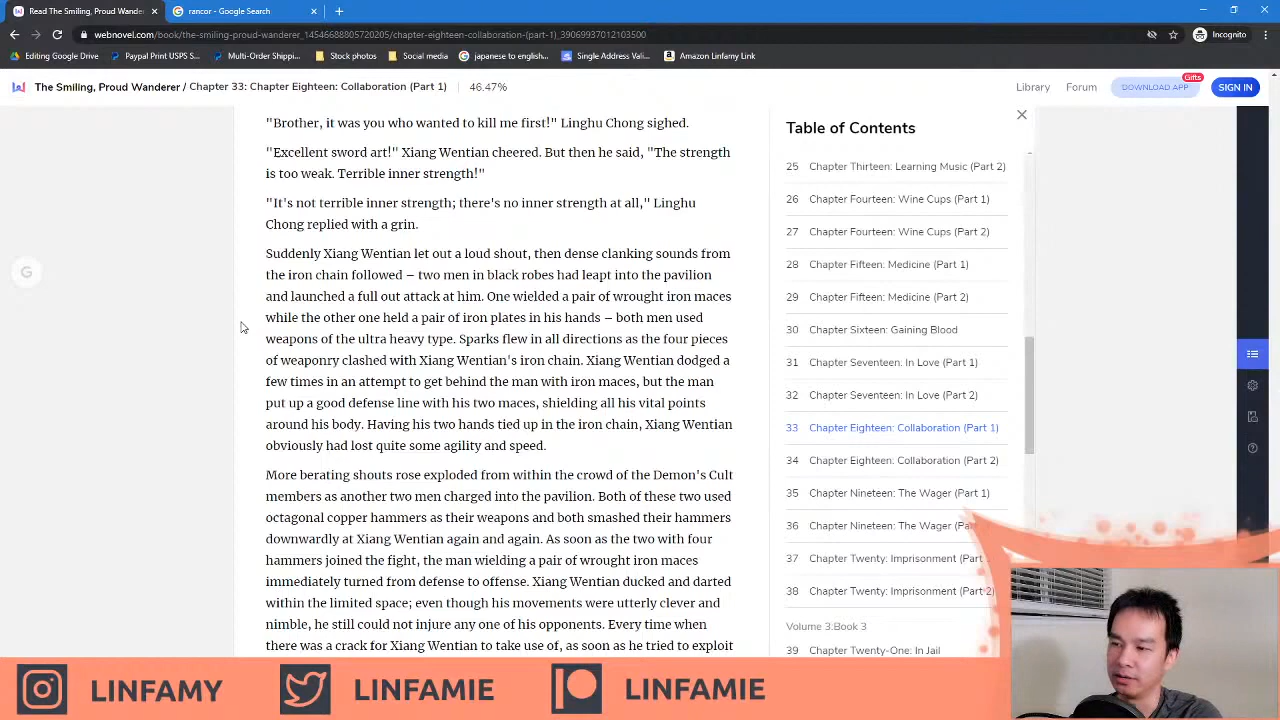 Read The Smiling, Proud Wande
rancor - Google Search
webnovel.com/book/the-smiling-proud-wanderer_14546688805720205/chapter-eighteen-collaboration-(part-1)_39069937012103500
Incognito
Editing Google Drive
Paypal Print USPS S...
Multi-Order Shippi...
Stock photos
Social media
japanese to english...
Single Address Vali...
Amazon Linfamy Link
The Smiling, Proud Wanderer / Chapter 33: Chapter Eighteen: Collaboration (Part 1)
46.47%
Library
Forum
DOWNLOAD APP
Gifts
SIGN IN
"Brother, it was you who wanted to kill me first!" Linghu Chong sighed.
"Excellent sword art!" Xiang Wentian cheered. But then he said, "The strength
is too weak. Terrible inner strength!"
"It's not terrible inner strength; there's no inner strength at all," Linghu
Chong replied with a grin.
Suddenly Xiang Wentian let out a loud shout, then dense clanking sounds from
the iron chain followed – two men in black robes had leapt into the pavilion
and launched a full out attack at him. One wielded a pair of wrought iron maces
while the other one held a pair of iron plates in his hands – both men used
weapons of the ultra heavy type. Sparks flew in all directions as the four pieces
of weaponry clashed with Xiang Wentian's iron chain. Xiang Wentian dodged a
few times in an attempt to get behind the man with iron maces, but the man
put up a good defense line with his two maces, shielding all his vital points
around his body. Having his two hands tied up in the iron chain, Xiang Wentian
obviously had lost quite some agility and speed.
More berating shouts rose exploded from within the crowd of the Demon's Cult
members as another two men charged into the pavilion. Both of these two used
octagonal copper hammers as their weapons and both smashed their hammers
downwardly at Xiang Wentian again and again. As soon as the two with four
hammers joined the fight, the man wielding a pair of wrought iron maces
immediately turned from defense to offense. Xiang Wentian ducked and darted
within the limited space; even though his movements were utterly clever and
nimble, he still could not injure any one of his opponents. Every time when
there was a crack for Xiang Wentian to take use of, as soon as he tried to exploit
Table of Contents
25 Chapter Thirteen: Learning Music (Part 2)
26 Chapter Fourteen: Wine Cups (Part 1)
27 Chapter Fourteen: Wine Cups (Part 2)
28 Chapter Fifteen: Medicine (Part 1)
29 Chapter Fifteen: Medicine (Part 2)
30 Chapter Sixteen: Gaining Blood
31 Chapter Seventeen: In Love (Part 1)
32 Chapter Seventeen: In Love (Part 2)
33 Chapter Eighteen: Collaboration (Part 1)
34 Chapter Eighteen: Collaboration (Part 2)
35 Chapter Nineteen: The Wager (Part 1)
36 Chapter Nineteen: The Wager (Pa
37 Chapter Twenty: Imprisonment (Part
38 Chapter Twenty: Imprisonment (Part 2)
Volume 3:Book 3
39 Chapter Twenty-One: In Jail
G
LINFAMY
LINFAMIE
LINFAMIE